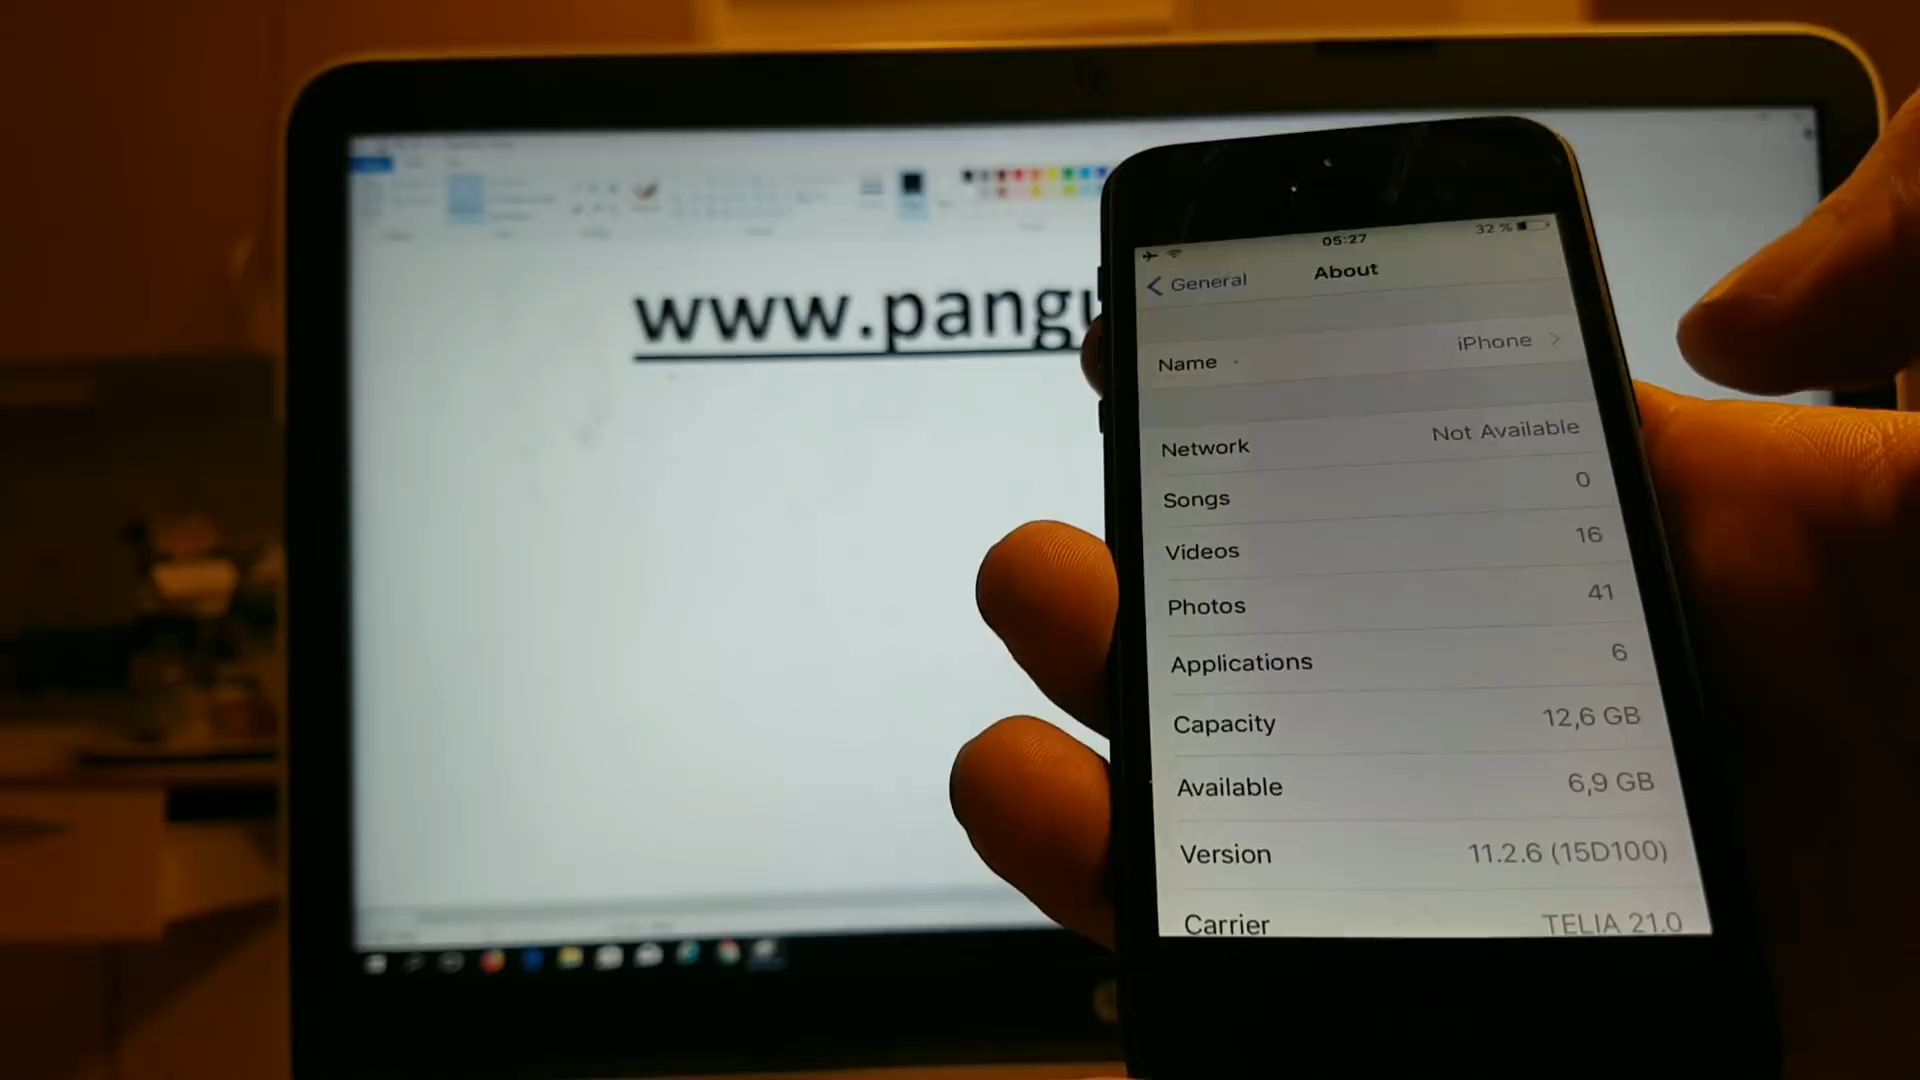 www.pangu
05:27
32 %
General
About
Name
iPhone
Network
Not Available
Songs
0
Videos
16
Photos
41
Applications
6
Capacity
12,6 GB
Available
6,9 GB
Version
11.2.6 (15D100)
Carrier
TELIA 21.0